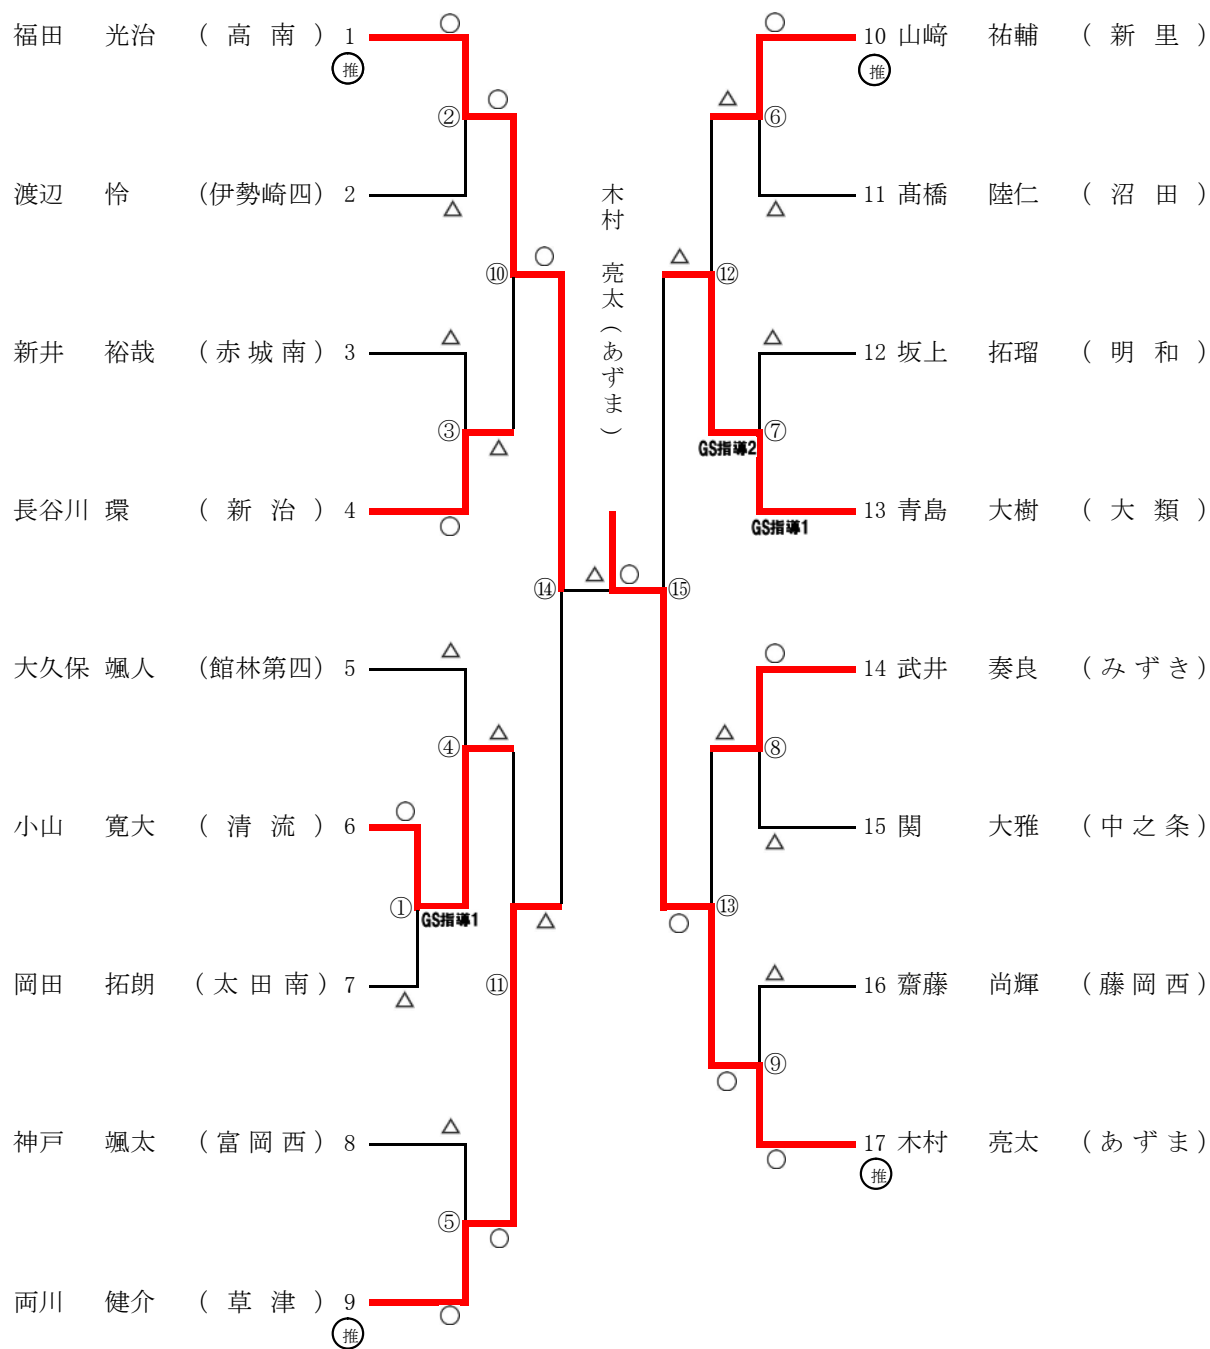 福田 光治 (高南) 1
推
②
渡辺 怜 (伊勢崎四) 2
⑩
新井 裕哉 (赤城南) 3
③
長谷川 環 (新治) 4
⑭
大久保 颯人 (館林第四) 5
④
小山 寛大 (清流) 6
① GS指導1
岡田 拓朗 (太田南) 7
⑪
神戸 颯太 (富岡西) 8
⑤
両川 健介 (草津) 9
推
木村 亮太(あずま)
10 山﨑 祐輔 (新里)
推
⑥
11 髙橋 陸仁 (沼田)
⑫
12 坂上 拓瑠 (明和)
⑦
GS指導2
13 青島 大樹 (大類)
GS指導1
⑮
14 武井 奏良 (みずき)
⑧
15 関 大雅 (中之条)
⑬
16 齋藤 尚輝 (藤岡西)
⑨
17 木村 亮太 (あずま)
推